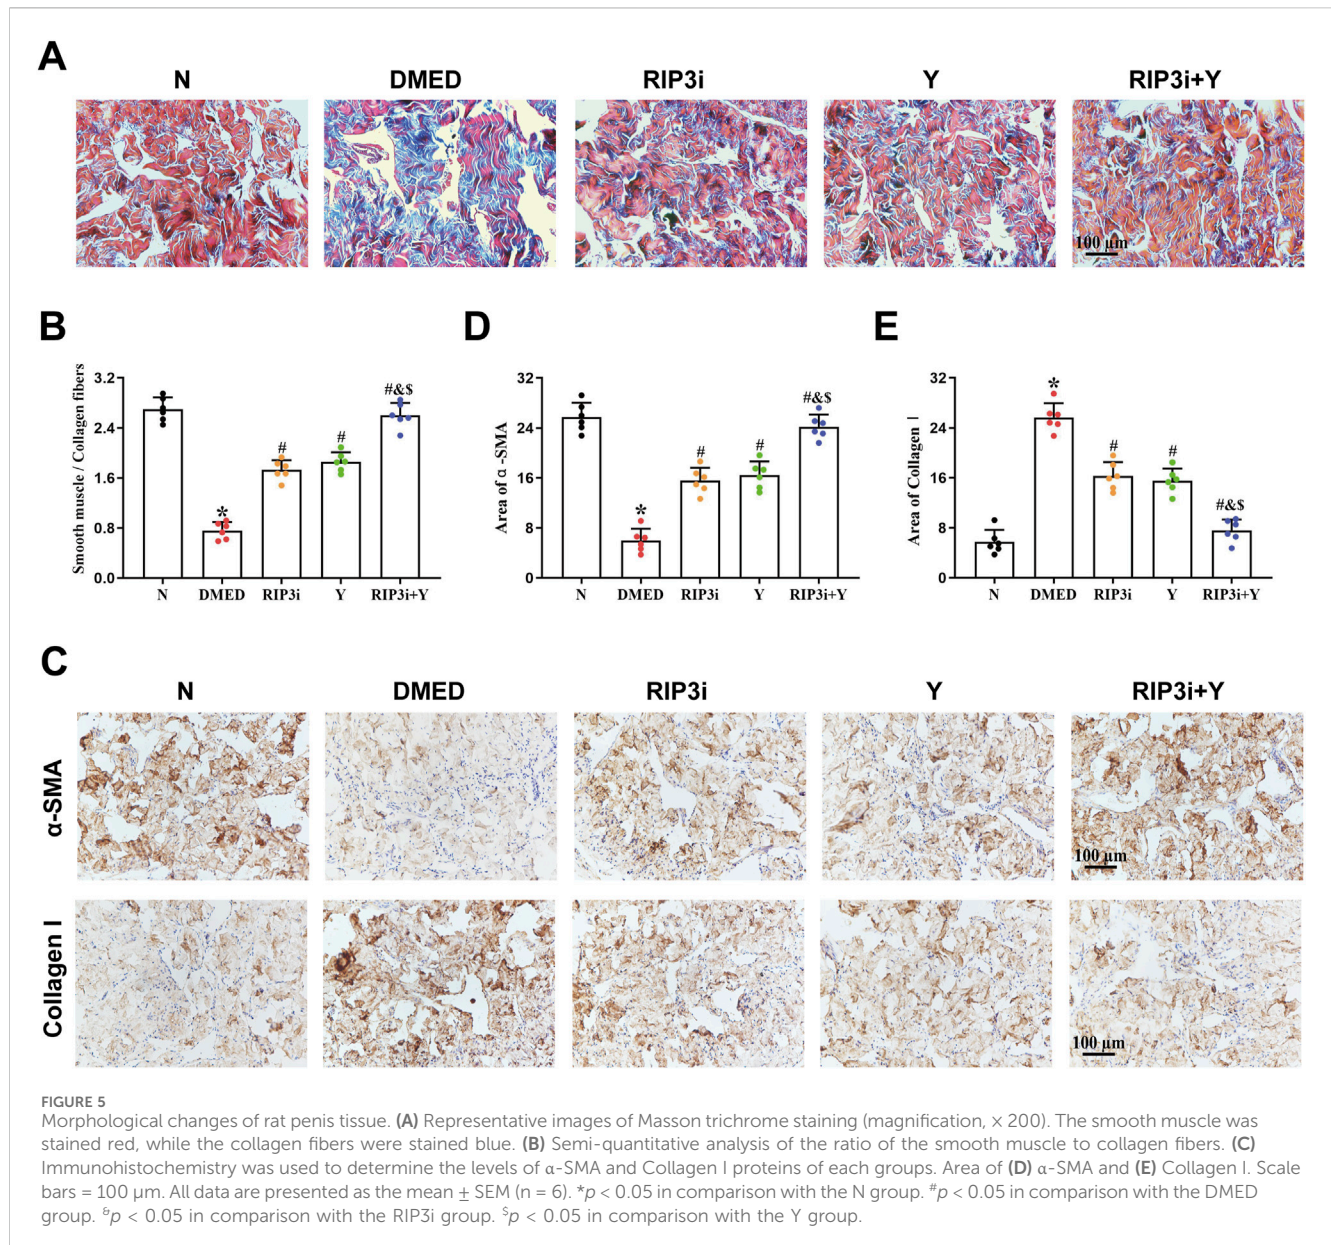 A
N DMED RIP3i Y RIP3i+Y
100 µm
B
Smooth muscle / Collagen fibers
3.2
2.4
1.6
0.8
0.0
*
#
#
#&$
N DMED RIP3i Y RIP3i+Y
D
Area of α -SMA
32
24
16
8
0
*
#
#
#&$
N DMED RIP3i Y RIP3i+Y
E
Area of Collagen I
32
24
16
8
0
*
#
#
#&$
N DMED RIP3i Y RIP3i+Y
C
N DMED RIP3i Y RIP3i+Y
α-SMA
100 µm
Collagen I
100 µm
FIGURE 5
Morphological changes of rat penis tissue. (A) Representative images of Masson trichrome staining (magnification, × 200). The smooth muscle was
stained red, while the collagen fibers were stained blue. (B) Semi-quantitative analysis of the ratio of the smooth muscle to collagen fibers. (C)
Immunohistochemistry was used to determine the levels of α-SMA and Collagen I proteins of each groups. Area of (D) α-SMA and (E) Collagen I. Scale
bars = 100 µm. All data are presented as the mean ± SEM (n = 6). *p < 0.05 in comparison with the N group. #p < 0.05 in comparison with the DMED
group. &p < 0.05 in comparison with the RIP3i group. $p < 0.05 in comparison with the Y group.